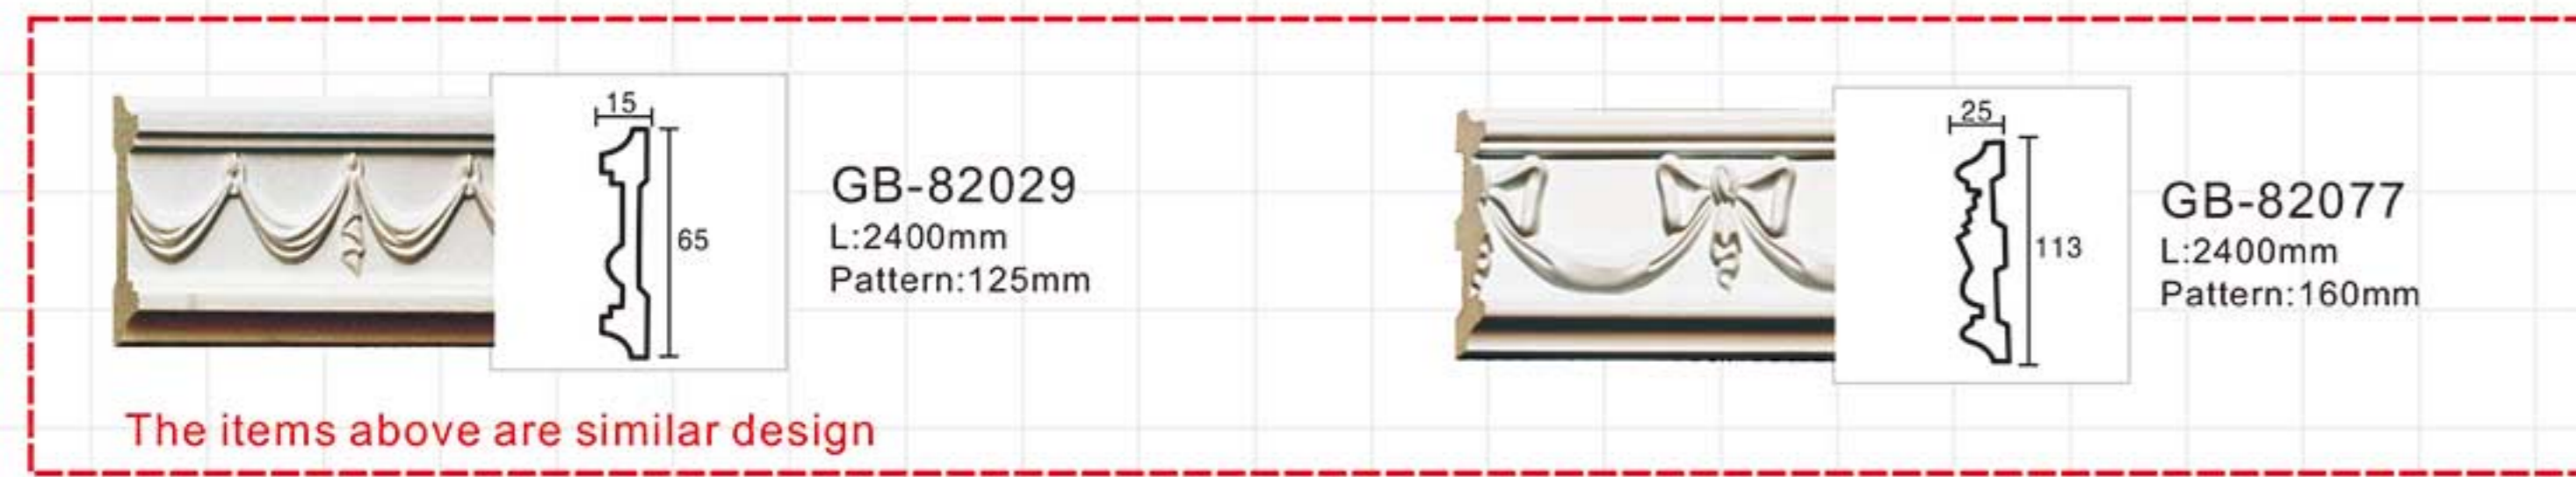 15
65
GB-82029
L:2400mm
Pattern:125mm
25
113
GB-82077
L:2400mm
Pattern:160mm
The items above are similar design